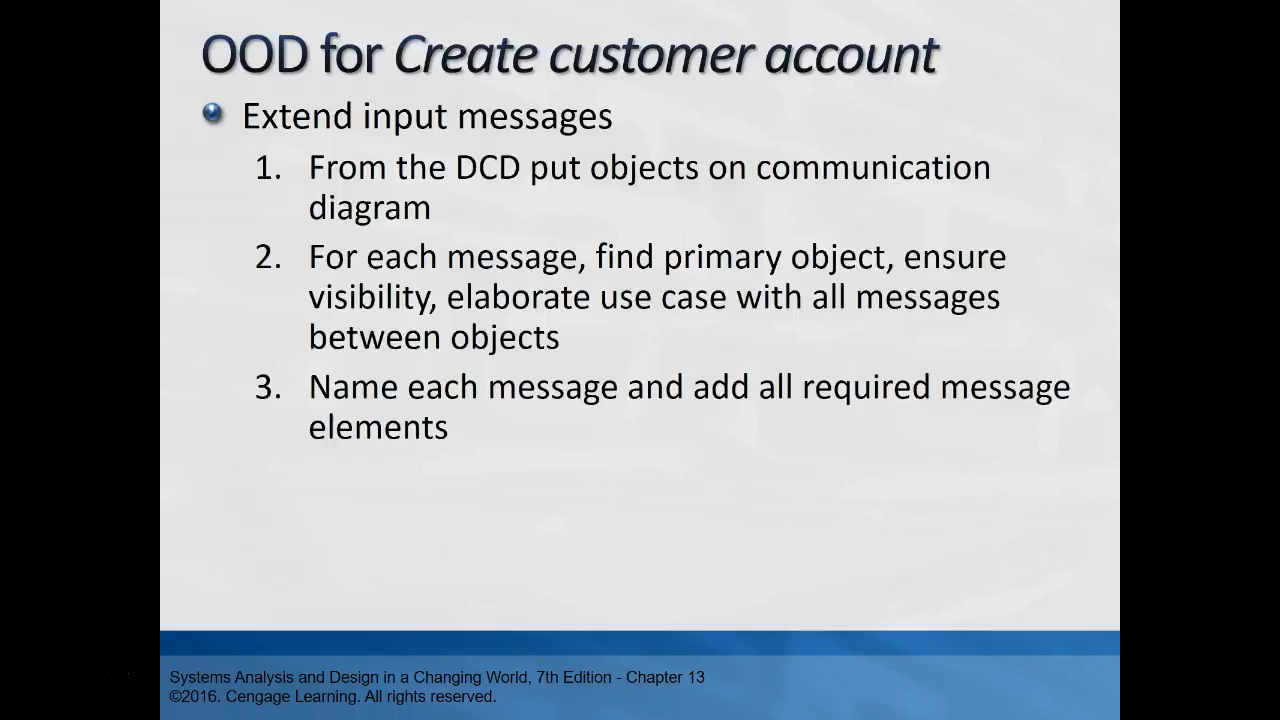 OOD for Create customer account
Extend input messages
1. From the DCD put objects on communication
diagram
2. For each message, find primary object, ensure
visibility, elaborate use case with all messages
between objects
3. Name each message and add all required message
elements
Systems Analysis and Design in a Changing World, 7th Edition - Chapter 13
©2016. Cengage Learning. All rights reserved.